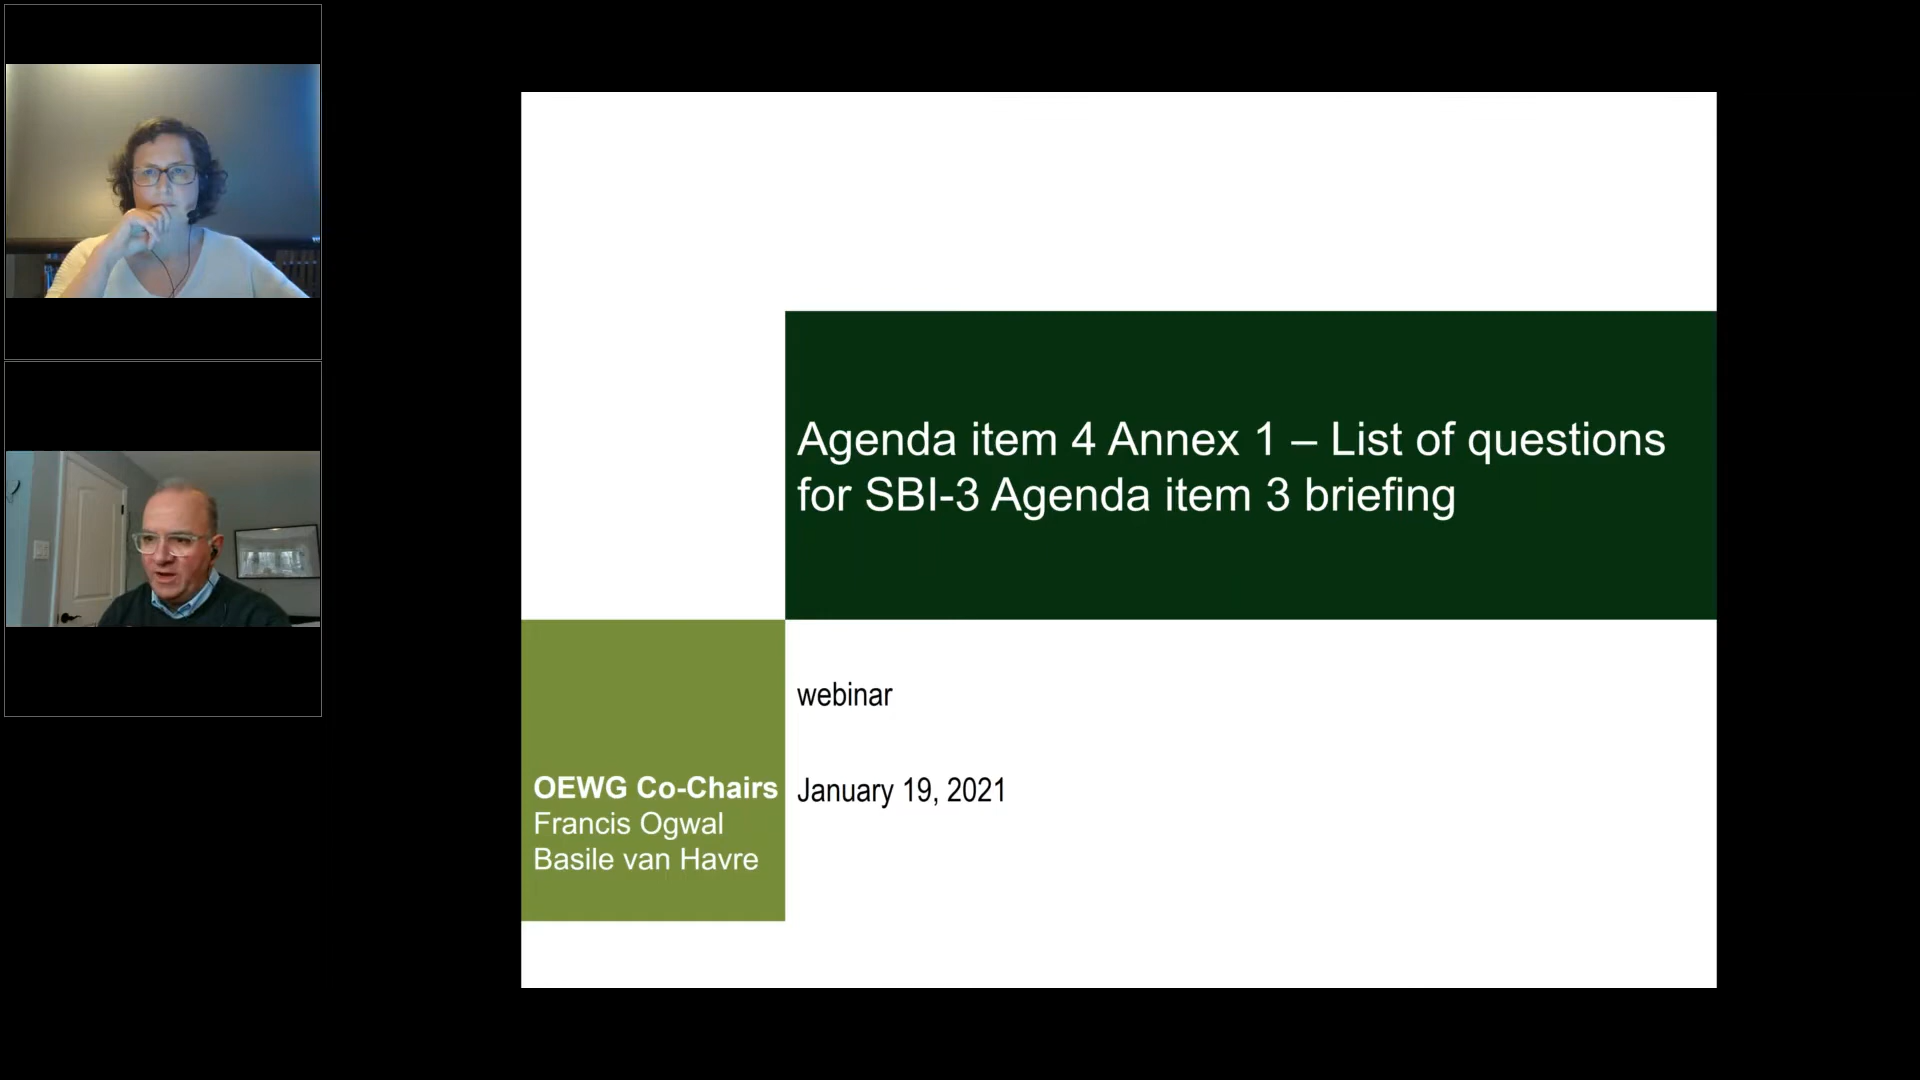 Agenda item 4 Annex 1 – List of questions
for SBI-3 Agenda item 3 briefing
webinar
January 19, 2021
OEWG Co-Chairs
Francis Ogwal
Basile van Havre